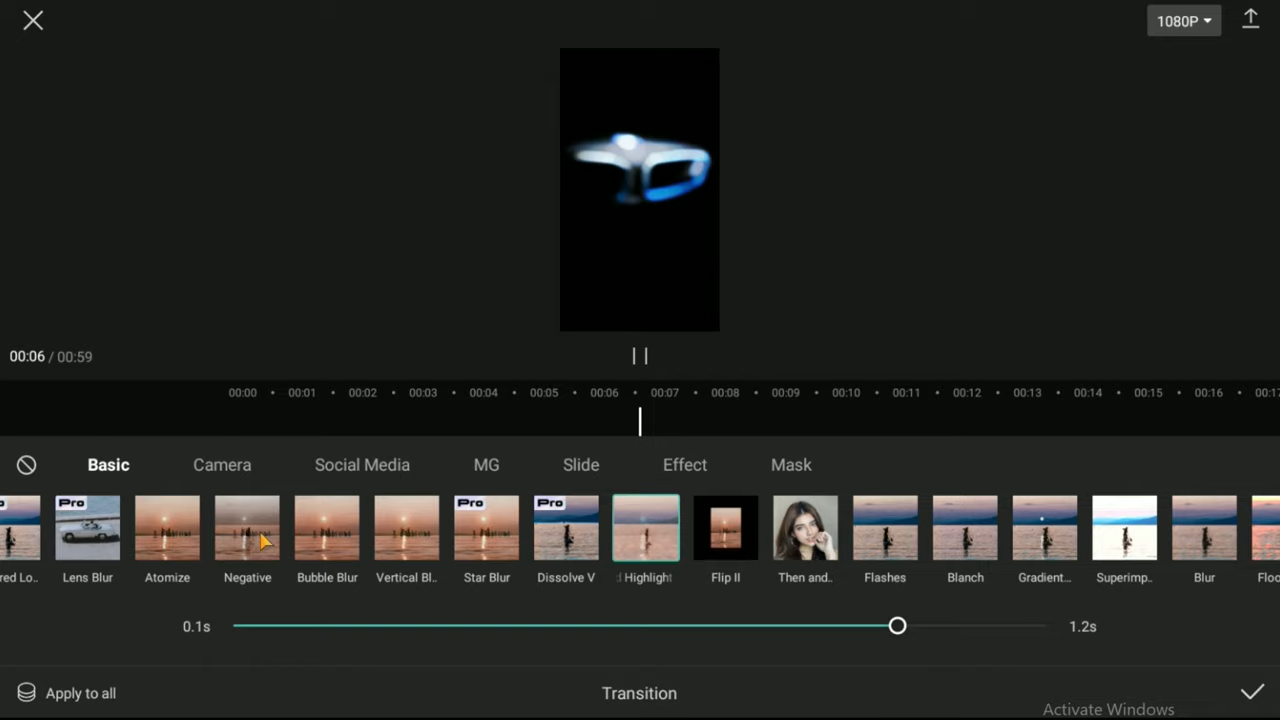 1080P
00:06 / 00:59
00:00 00:01 00:02 00:03 00:04 00:05 00:06 00:07 00:08 00:09 00:10 00:11 00:12 00:13 00:14 00:15 00:16 00:17
Basic Camera Social Media MG Slide Effect Mask
Pro Pro Pro
red Lo.. Lens Blur Atomize Negative Bubble Blur Vertical Bl.. Star Blur Dissolve V Highlight Flip II Then and.. Flashes Blanch Gradient... Superimp.. Blur
0.1s 1.2s
Apply to all Transition
Activate Windows